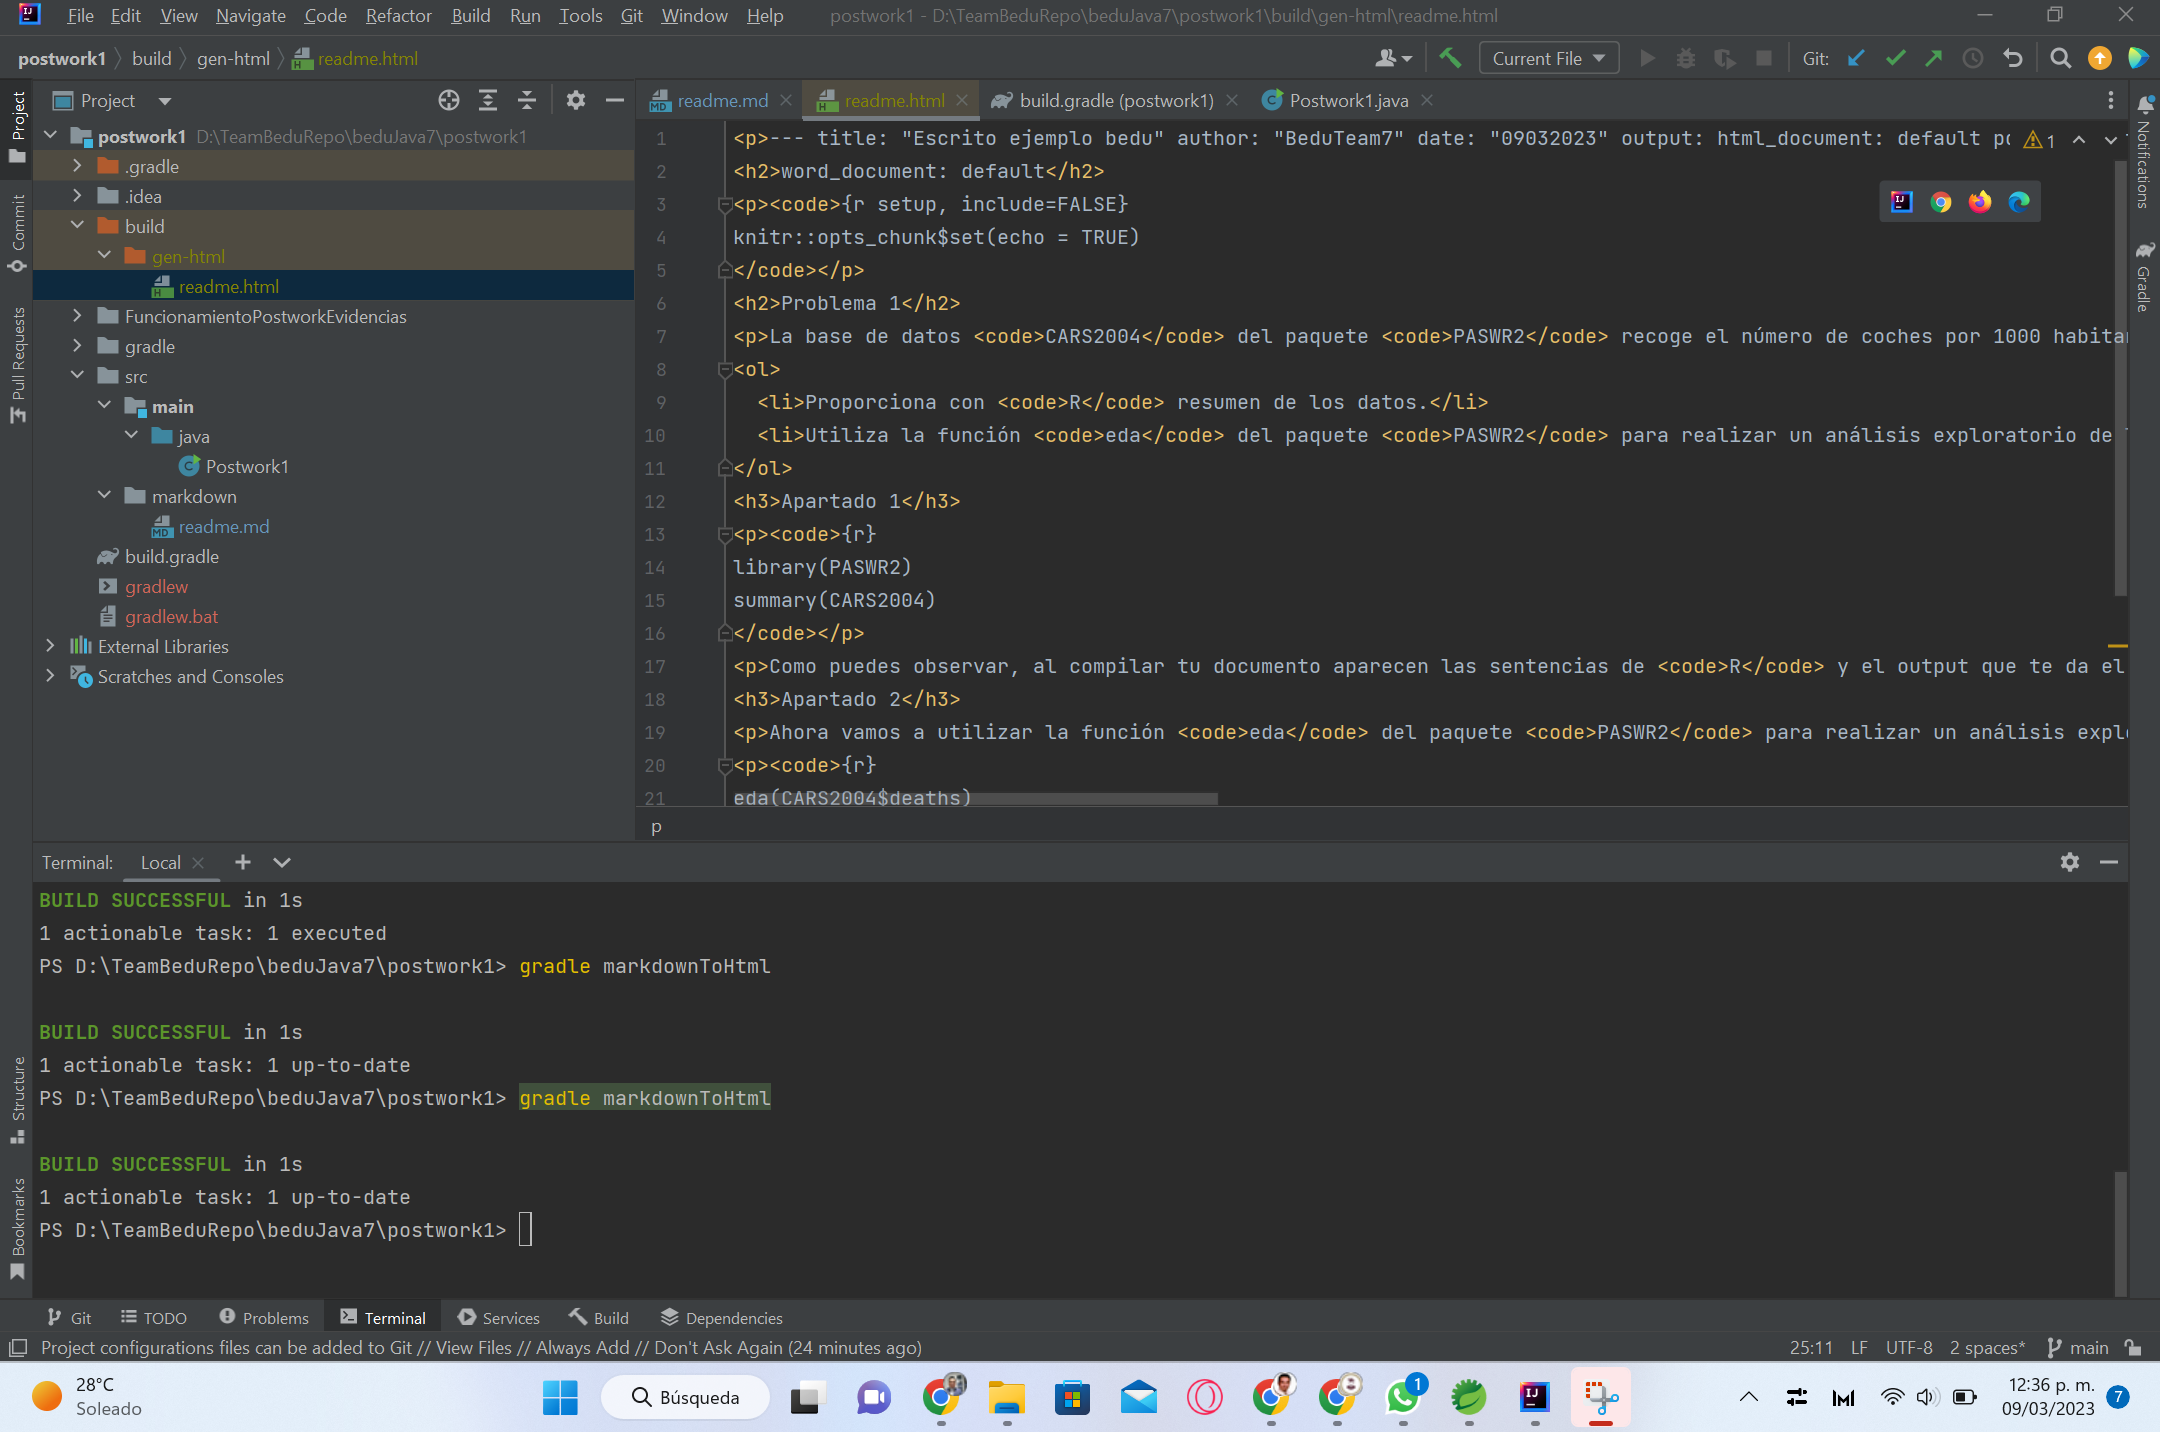 File Edit View Navigate Code Refactor Build Run Tools Git Window Help postwork1 - D:\TeamBeduRepo\beduJava7\postwork1\build\gen-html\readme.html
postwork1 build gen-html readme.html Current File Git:
Project
readme.md readme.html build.gradle (postwork1) Postwork1.java
Project
Commit
Pull Requests
Structure
Bookmarks
Notifications
Gradle
postwork1 D:\TeamBeduRepo\beduJava7\postwork1
.gradle
.idea
build
gen-html
readme.html
FuncionamientoPostworkEvidencias
gradle
src
main
java
Postwork1
markdown
readme.md
build.gradle
gradlew
gradlew.bat
External Libraries
Scratches and Consoles
1 <p>--- title: "Escrito ejemplo bedu" author: "BeduTeam7" date: "09032023" output: html_document: default
1
2 <h2>word_document: default</h2>
3 <p><code>{r setup, include=FALSE}
4 knitr::opts_chunk$set(echo = TRUE)
5 </code></p>
6 <h2>Problema 1</h2>
7 <p>La base de datos <code>CARS2004</code> del paquete <code>PASWR2</code> recoge el número de coches por 1000
8 <ol>
9 <li>Proporciona con <code>R</code> resumen de los datos.</li>
10 <li>Utiliza la función <code>eda</code> del paquete <code>PASWR2</code> para realizar un análisis exploratorio de
11 </ol>
12 <h3>Apartado 1</h3>
13 <p><code>{r}
14 library(PASWR2)
15 summary(CARS2004)
16 </code></p>
17 <p>Como puedes observar, al compilar tu documento aparecen las sentencias de <code>R</code> y el output que te da el
18 <h3>Apartado 2</h3>
19 <p>Ahora vamos a utilizar la función <code>eda</code> del paquete <code>PASWR2</code> para realizar un análisis
20 <p><code>{r}
21 eda(CARS2004$deaths)
p
Terminal: Local
BUILD SUCCESSFUL in 1s
1 actionable task: 1 executed
PS D:\TeamBeduRepo\beduJava7\postwork1> gradle markdownToHtml
BUILD SUCCESSFUL in 1s
1 actionable task: 1 up-to-date
PS D:\TeamBeduRepo\beduJava7\postwork1> gradle markdownToHtml
BUILD SUCCESSFUL in 1s
1 actionable task: 1 up-to-date
PS D:\TeamBeduRepo\beduJava7\postwork1>
Git TODO Problems Terminal Services Build Dependencies
Project configurations files can be added to Git // View Files // Always Add // Don't Ask Again (24 minutes ago) 25:11 LF UTF-8 2 spaces* main
28°C
Soleado
Búsqueda
1
12:36 p. m.
09/03/2023
7